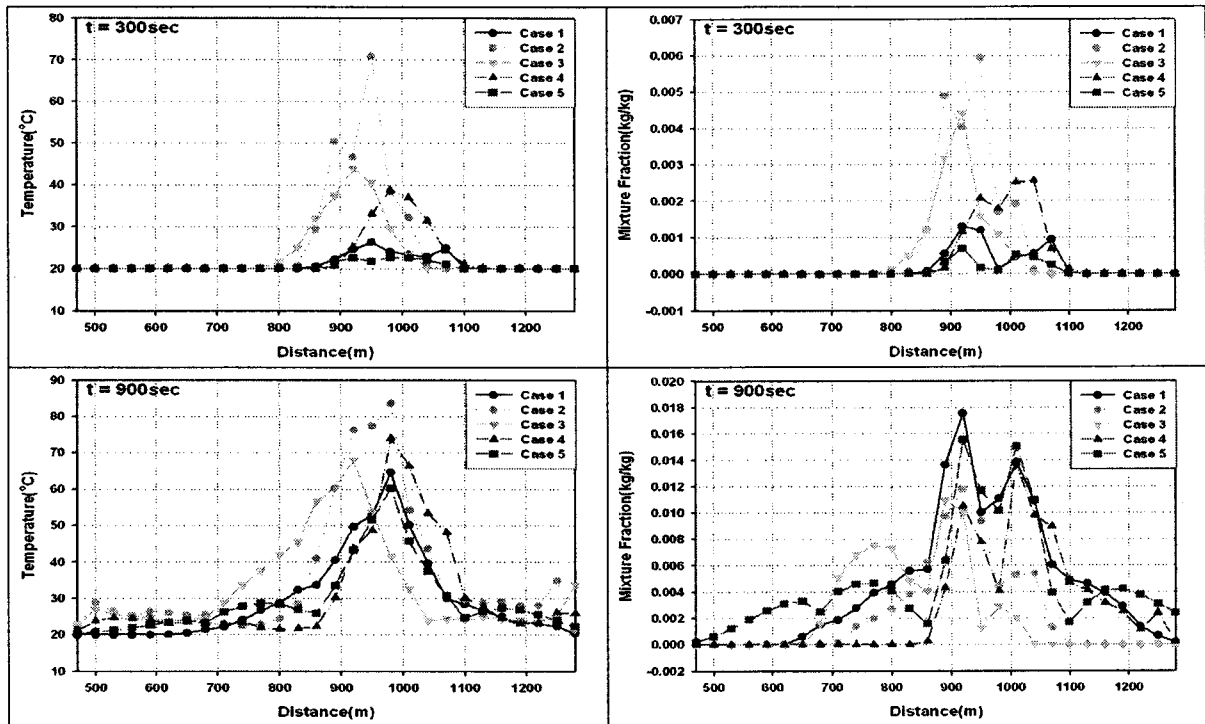 t = 300sec
Case 1
Case 2
Case 3
Case 4
Case 5
80
70
60
50
40
30
20
10
Temperature(°C)
500 600 700 800 900 1000 1100 1200
Distance(m)
t = 300sec
Case 1
Case 2
Case 3
Case 4
Case 5
0.007
0.006
0.005
0.004
0.003
0.002
0.001
0.000
-0.001
Mixture Fraction(kg/kg)
500 600 700 800 900 1000 1100 1200
Distance(m)
t = 900sec
Case 1
Case 2
Case 3
Case 4
Case 5
90
80
70
60
50
40
30
20
10
Temperature(°C)
500 600 700 800 900 1000 1100 1200
Distance(m)
t = 900sec
Case 1
Case 2
Case 3
Case 4
Case 5
0.020
0.018
0.016
0.014
0.012
0.010
0.008
0.006
0.004
0.002
0.000
-0.002
Mixture Fraction(kg/kg)
500 600 700 800 900 1000 1100 1200
Distance(m)